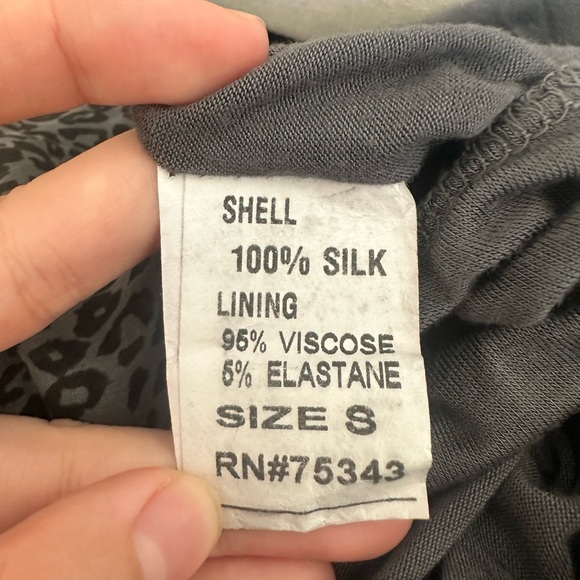 SHELL
100% SILK
LINING
95% VISCOSE
5% ELASTANE
SIZE S
RN#75343